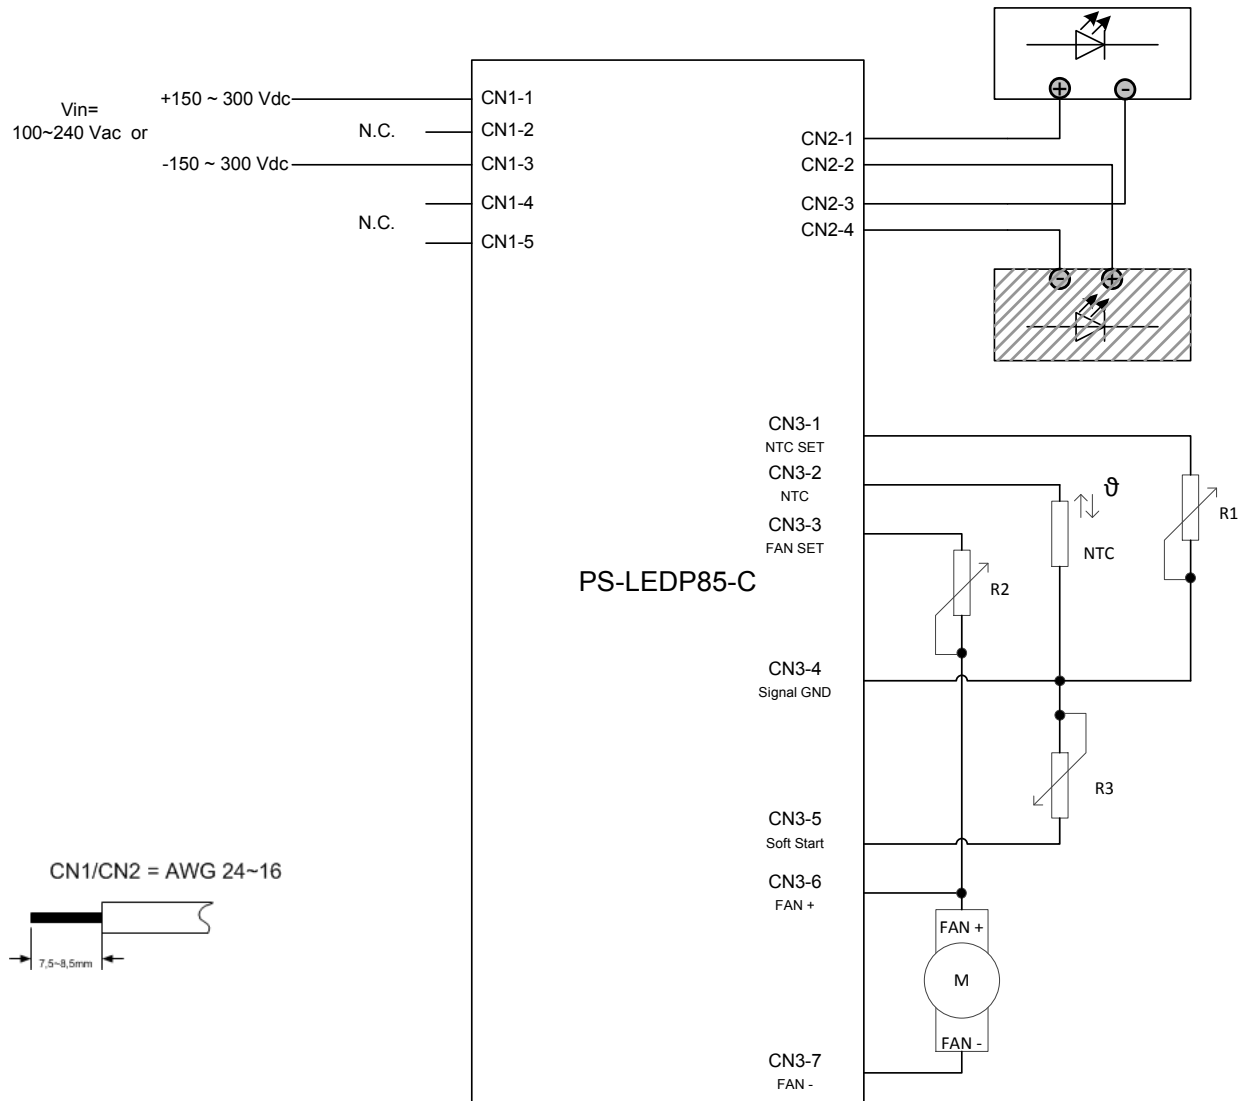 Vin=
100~240 Vac or
+150 ~ 300 Vdc
N.C.
-150 ~ 300 Vdc
N.C.
CN1-1
CN1-2
CN1-3
CN1-4
CN1-5
PS-LEDP85-C
CN2-1
CN2-2
CN2-3
CN2-4
+ -
- +
CN3-1
NTC SET
CN3-2
NTC
CN3-3
FAN SET
CN3-4
Signal GND
CN3-5
Soft Start
CN3-6
FAN +
CN3-7
FAN -
ϑ
NTC
R1
R2
R3
FAN +
M
FAN -
CN1/CN2 = AWG 24~16
7,5~8,5mm